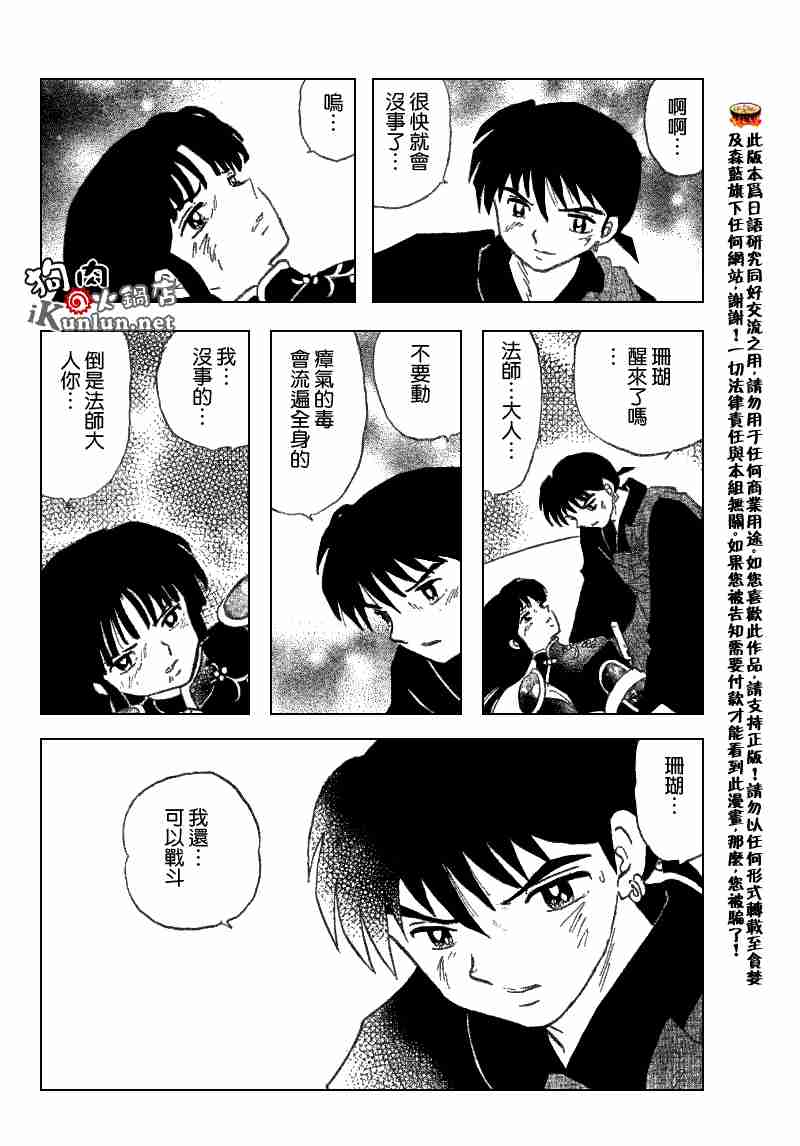 啊啊…
很快就會
沒事了…
嗚…
珊瑚
醒來了嗎
法師…大人…
不要動
瘴氣的毒
會流遍全身的
我…
沒事的…
倒是法師大
人你…
珊瑚…
我還…
可以戰斗
此版本爲日語研究同好交流之用，請勿用于任何商業用途。如您喜歡此作品，請支持正版！請勿以任何形式轉載至貪婪
及森藍旗下任何網站，謝謝！一切法律責任與本組無關。如果您被告知需要付款才能看到此漫畫，那麼，您被騙了！
狗肉火鍋店
iKunlun.net